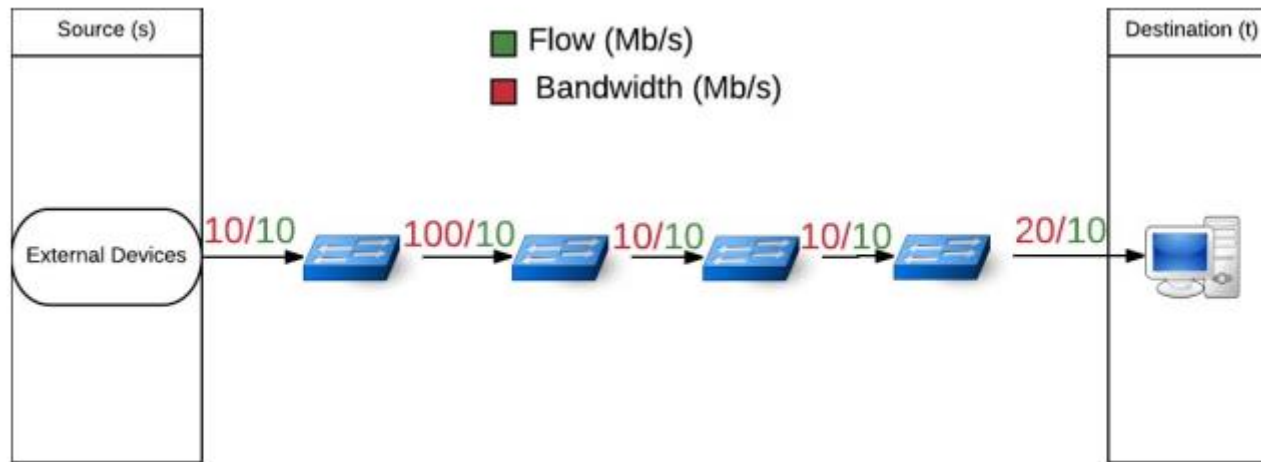 Source (s)
Flow (Mb/s)
Bandwidth (Mb/s)
Destination (t)
External Devices
10/10
100/10
10/10
10/10
20/10